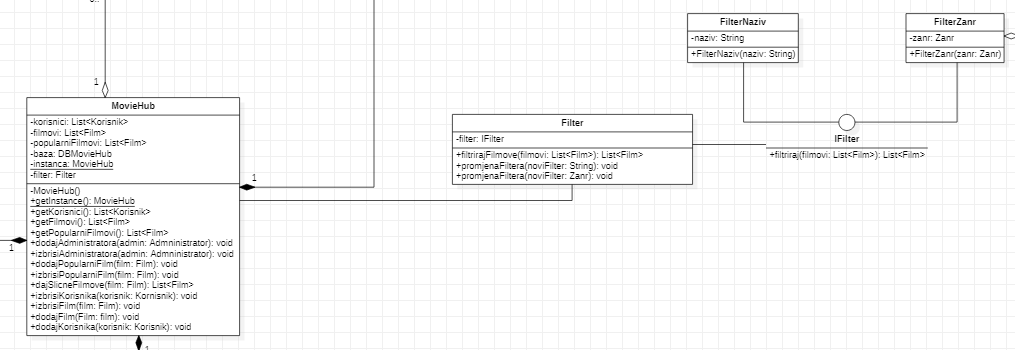 0..
1
MovieHub
-korisnici: List<Korisnik>
-filmovi: List<Film>
-popularniFilmovi: List<Film>
-baza: DBMovieHub
-instanca: MovieHub
-filter: Filter
-MovieHub()
+getInstance(): MovieHub
+getKorisnici(): List<Korisnik>
+getFilmovi(): List<Film>
+getPopularniFilmovi(): List<Film>
+dodajAdministratora(admin: Admninistrator): void
+izbrisiAdministratora(admin: Admninistrator): void
+dodajPopularniFilm(film: Film): void
+izbrisiPopularniFilm(film: Film): void
+dajSlicneFilmove(film: Film): List<Film>
+izbrisiKorisnika(korisnik: Kornisnik): void
+izbrisiFilm(film: Film): void
+dodajFilm(Film: film): void
+dodajKorisnika(korisnik: Korisnik): void
1
1
1
Filter
-filter: IFilter
+filtrirajFilmove(filmovi: List<Film>): List<Film>
+promjenaFiltera(noviFilter: String): void
+promjenaFiltera(noviFilter: Zanr): void
FilterNaziv
-naziv: String
+FilterNaziv(naziv: String)
FilterZanr
-zanr: Zanr
+FilterZanr(zanr: Zanr)
IFilter
+filtriraj(filmovi: List<Film>): List<Film>